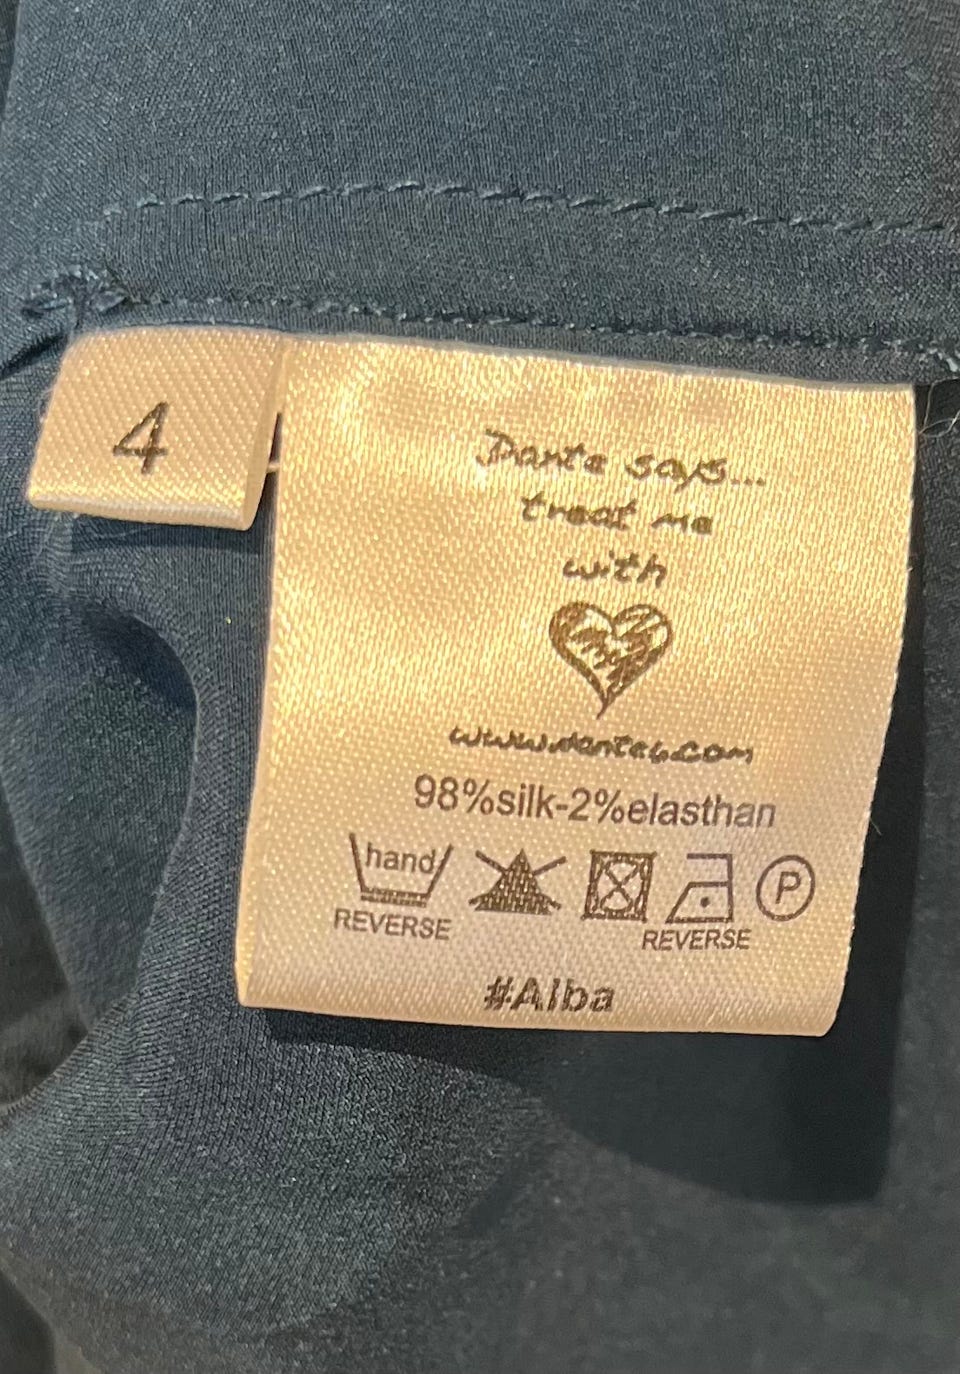 4
Dante says...
treat me
with
www.dante6.com
98%silk-2%elasthan
hand
P
REVERSE
REVERSE
#Alba